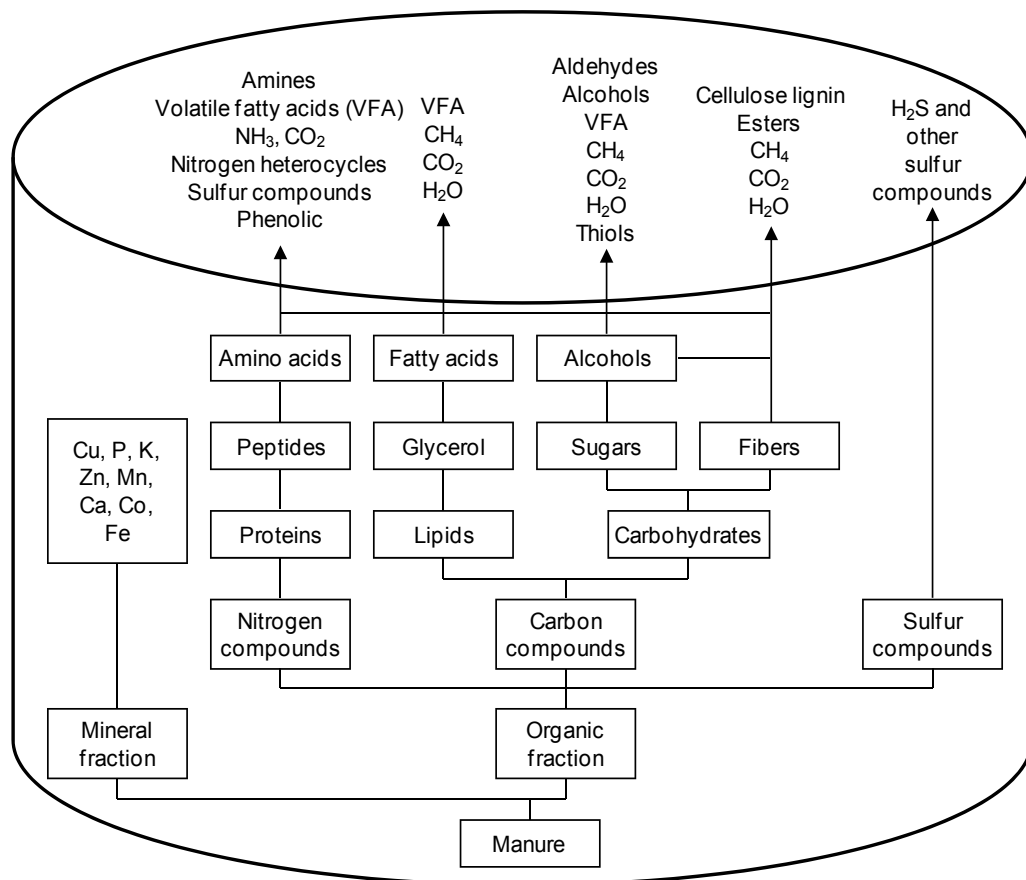 Amines
Volatile fatty acids (VFA)
NH₃, CO₂
Nitrogen heterocycles
Sulfur compounds
Phenolic
VFA
CH₄
CO₂
H₂O
Aldehydes
Alcohols
VFA
CH₄
CO₂
H₂O
Thiols
Cellulose lignin
Esters
CH₄
CO₂
H₂O
H₂S and
other
sulfur
compounds
Amino acids
Fatty acids
Alcohols
Cu, P, K,
Zn, Mn,
Ca, Co,
Fe
Peptides
Glycerol
Sugars
Fibers
Proteins
Lipids
Carbohydrates
Nitrogen
compounds
Carbon
compounds
Sulfur
compounds
Mineral
fraction
Organic
fraction
Manure